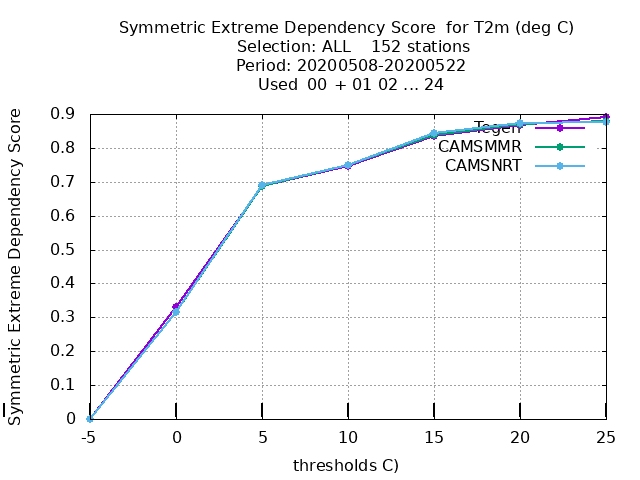 Symmetric Extreme Dependency Score for T2m (deg C)
Selection: ALL 152 stations
Period: 20200508-20200522
Used 00 + 01 02 ... 24
Symmetric Extreme Dependency Score
0.9
0.8
0.7
0.6
0.5
0.4
0.3
0.2
0.1
0
Tegen
CAMSMMR
CAMSNRT
-5 0 5 10 15 20 25
thresholds C)